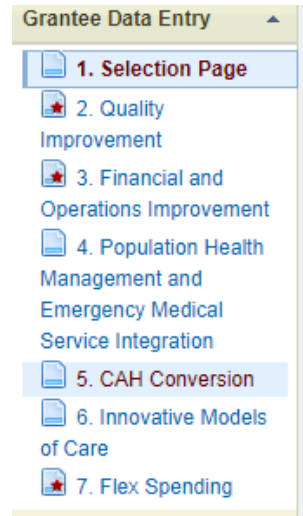 Grantee Data Entry
1. Selection Page
2. Quality
Improvement
3. Financial and
Operations Improvement
4. Population Health
Management and
Emergency Medical
Service Integration
5. CAH Conversion
6. Innovative Models
of Care
7. Flex Spending